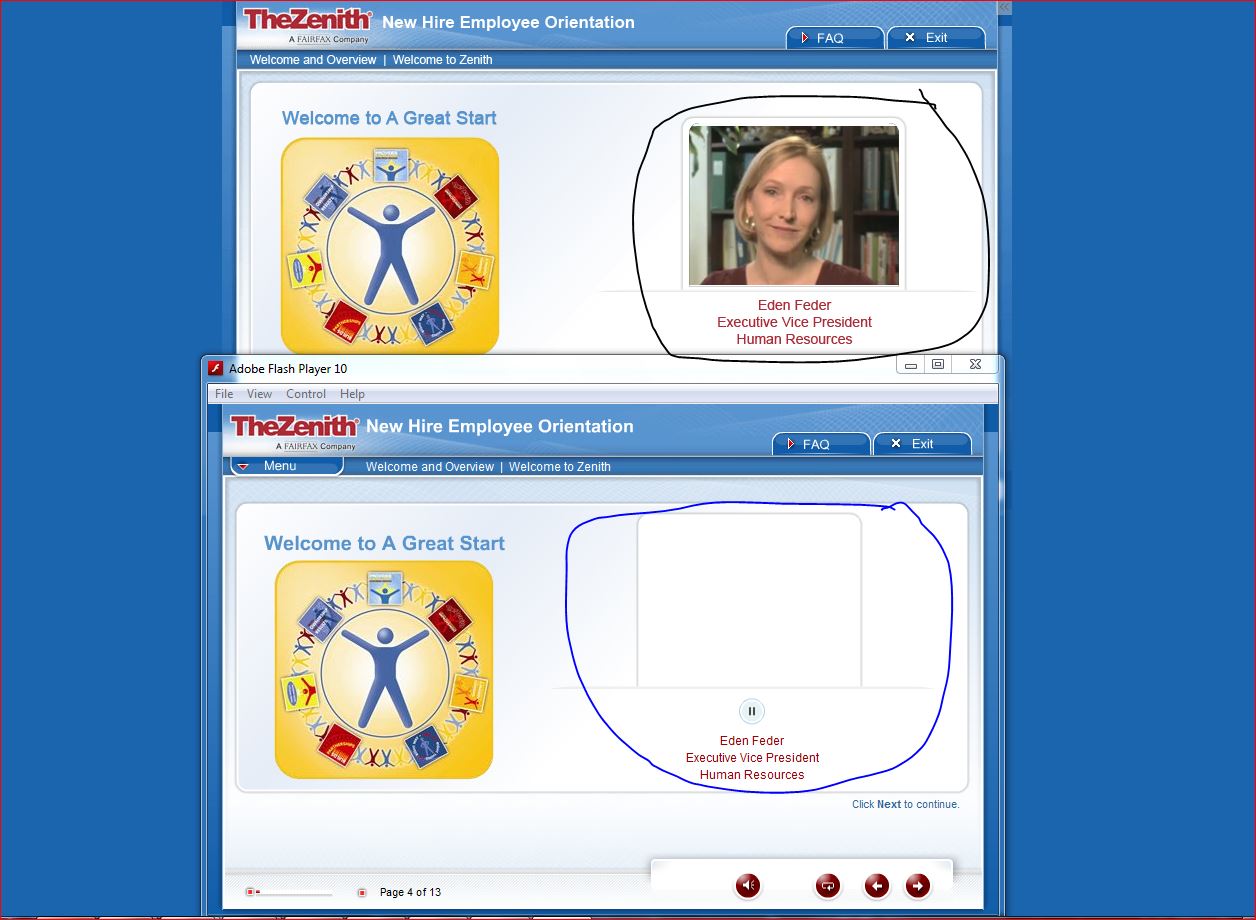 TheZenith® New Hire Employee Orientation
A FAIRFAX Company
FAQ
Exit
Welcome and Overview | Welcome to Zenith
Welcome to A Great Start
Eden Feder
Executive Vice President
Human Resources
Adobe Flash Player 10
File View Control Help
TheZenith® New Hire Employee Orientation
A FAIRFAX Company
FAQ
Exit
Menu
Welcome and Overview | Welcome to Zenith
Welcome to A Great Start
Eden Feder
Executive Vice President
Human Resources
Click Next to continue.
Page 4 of 13